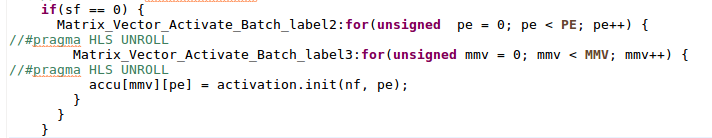 if(sf == 0) {
Matrix_Vector_Activate_Batch_label2:for(unsigned  pe = 0; pe < PE; pe++) {
//#pragma HLS UNROLL
Matrix_Vector_Activate_Batch_label3:for(unsigned mmv = 0; mmv < MMV; mmv++) {
//#pragma HLS UNROLL
accu[mmv][pe] = activation.init(nf, pe);
}
}
}